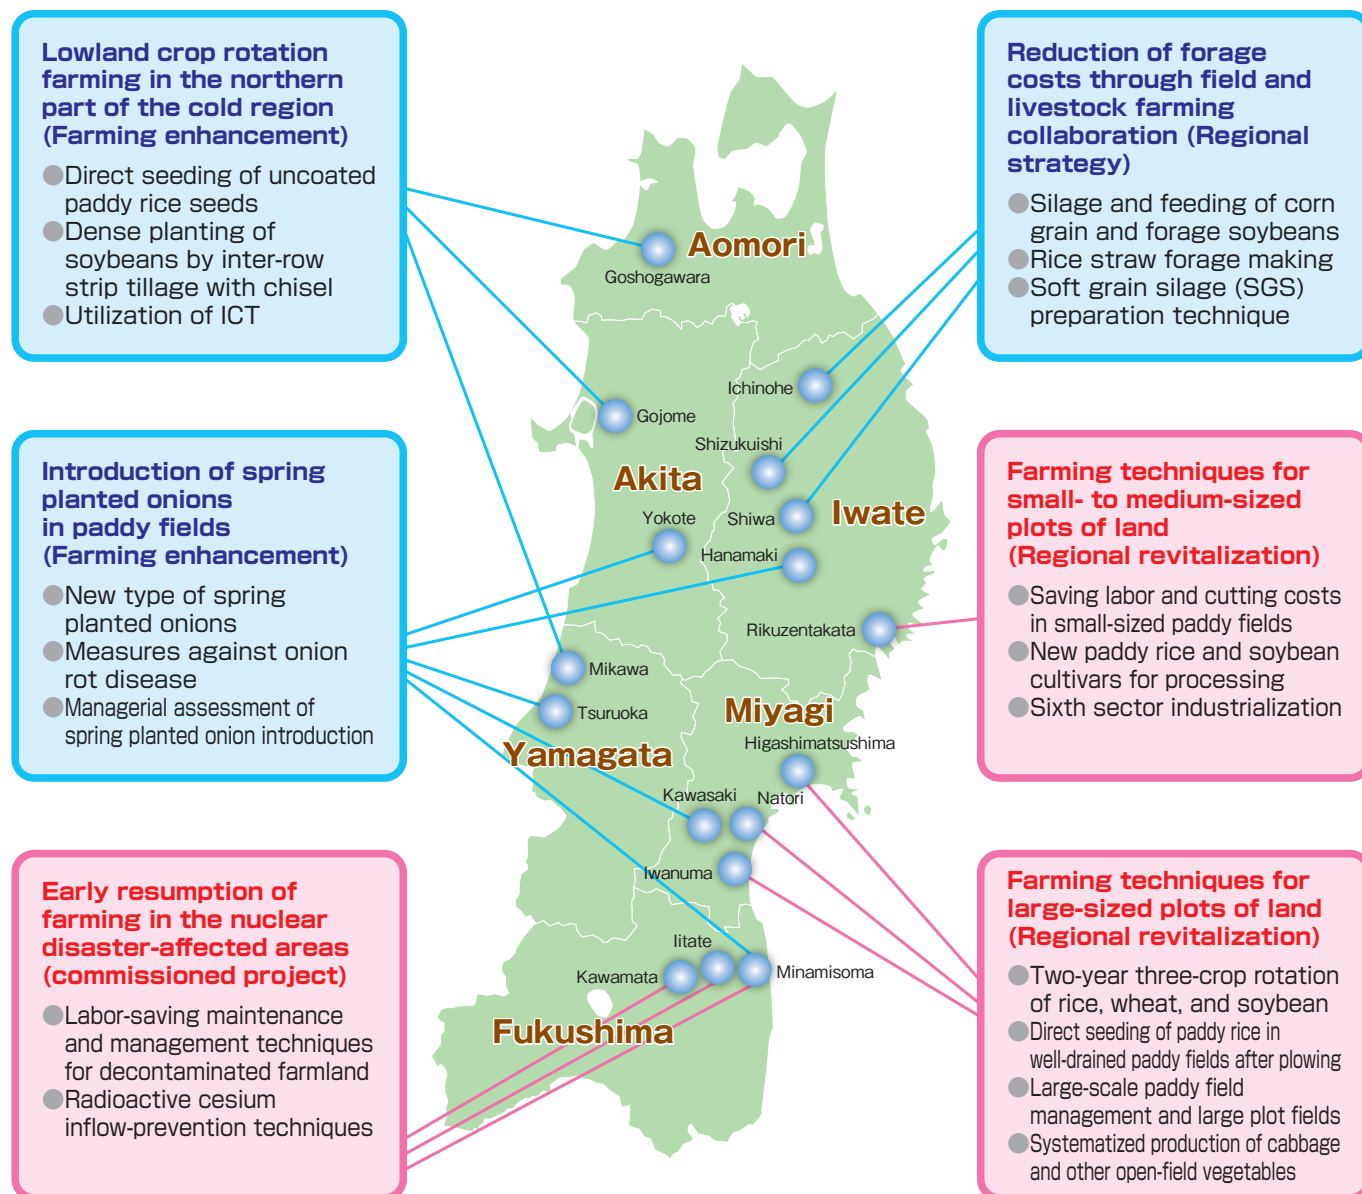 Lowland crop rotation
farming in the northern
part of the cold region
(Farming enhancement)
●Direct seeding of uncoated
paddy rice seeds
●Dense planting of
soybeans by inter-row
strip tillage with chisel
●Utilization of ICT
Introduction of spring
planted onions
in paddy fields
(Farming enhancement)
●New type of spring
planted onions
●Measures against onion
rot disease
●Managerial assessment of
spring planted onion introduction
Early resumption of
farming in the nuclear
disaster-affected areas
(commissioned project)
●Labor-saving maintenance
and management techniques
for decontaminated farmland
●Radioactive cesium
inflow-prevention techniques
Aomori
Goshogawara
Ichinohe
Gojome
Shizukuishi
Akita
Yokote
Shiwa
Iwate
Hanamaki
Rikuzentakata
Mikawa
Tsuruoka
Miyagi
Yamagata
Higashimatsushima
Kawasaki
Natori
Iwanuma
Iitate
Kawamata
Minamisoma
Fukushima
Reduction of forage
costs through field and
livestock farming
collaboration (Regional
strategy)
●Silage and feeding of corn
grain and forage soybeans
●Rice straw forage making
●Soft grain silage (SGS)
preparation technique
Farming techniques for
small- to medium-sized
plots of land
(Regional revitalization)
●Saving labor and cutting costs
in small-sized paddy fields
●New paddy rice and soybean
cultivars for processing
●Sixth sector industrialization
Farming techniques for
large-sized plots of land
(Regional revitalization)
●Two-year three-crop rotation
of rice, wheat, and soybean
●Direct seeding of paddy rice in
well-drained paddy fields after plowing
●Large-scale paddy field
management and large plot fields
●Systematized production of cabbage
and other open-field vegetables